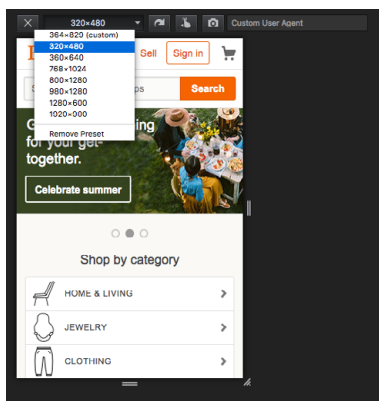 320×480
Custom User Agent
364×820 (custom)
320×480
360×640
768×1024
800×1280
980×1280
1280×600
1020×900
Remove Preset
Sell
Sign in
Search
G
ing
for your get-
together.
Celebrate summer
Shop by category
HOME & LIVING
JEWELRY
CLOTHING